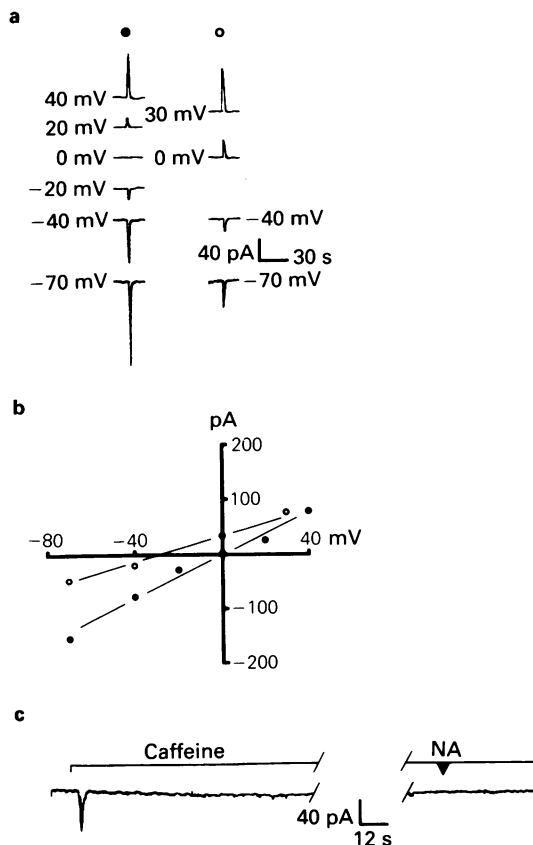 a
● ○
40 mV
30 mV
20 mV
0 mV 0 mV
−20 mV
−40 mV −40 mV
40 pA 30 s
−70 mV −70 mV
b
pA
200
100
−80 −40 40 mV
−100
−200
c
Caffeine NA
40 pA
12 s